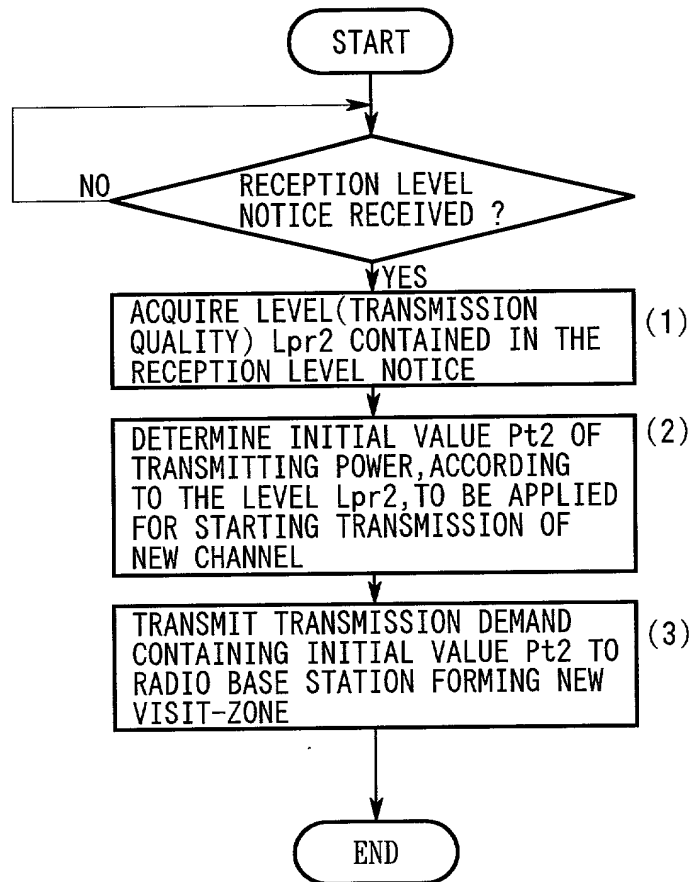 START
NO
RECEPTION LEVEL
NOTICE RECEIVED ?
YES
ACQUIRE LEVEL(TRANSMISSION
QUALITY) Lpr2 CONTAINED IN THE
RECEPTION LEVEL NOTICE
(1)
DETERMINE INITIAL VALUE Pt2 OF
TRANSMITTING POWER,ACCORDING
TO THE LEVEL Lpr2,TO BE APPLIED
FOR STARTING TRANSMISSION OF
NEW CHANNEL
(2)
TRANSMIT TRANSMISSION DEMAND
CONTAINING INITIAL VALUE Pt2 TO
RADIO BASE STATION FORMING NEW
VISIT-ZONE
(3)
END